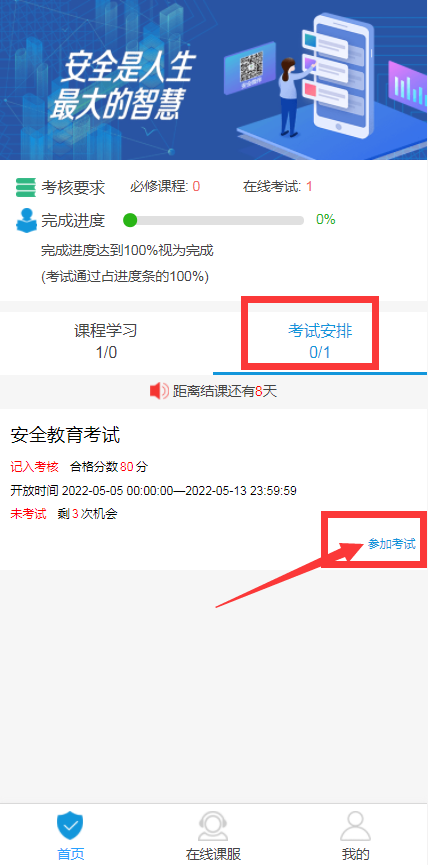 安全是人生
最大的智慧
考核要求 必修课程: 0 在线考试: 1
完成进度 0%
完成进度达到100%视为完成
(考试通过占进度条的100%)
课程学习 考试安排
1/0 0/1
距离结课还有8天
安全教育考试
记入考核 合格分数80分
开放时间 2022-05-05 00:00:00—2022-05-13 23:59:59
未考试 剩3次机会
参加考试
首页 在线课服 我的